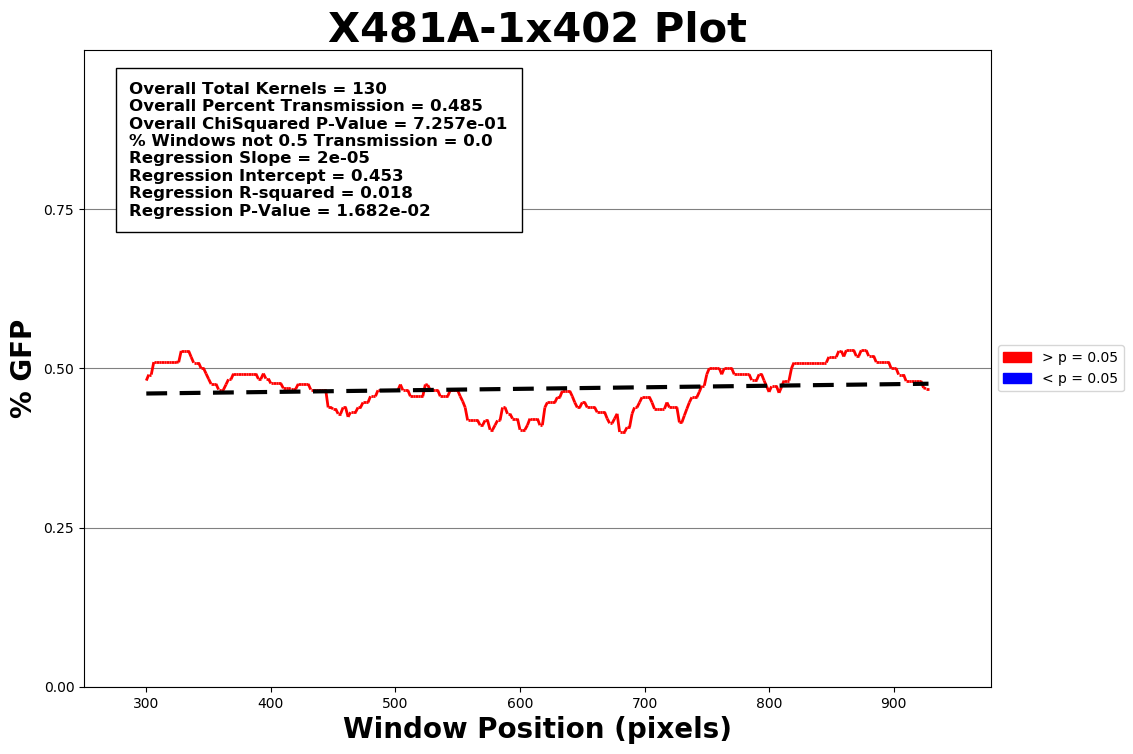 X481A-1x402 Plot
Overall Total Kernels = 130
Overall Percent Transmission = 0.485
Overall ChiSquared P-Value = 7.257e-01
% Windows not 0.5 Transmission = 0.0
Regression Slope = 2e-05
Regression Intercept = 0.453
Regression R-squared = 0.018
Regression P-Value = 1.682e-02
% GFP
0.75
0.50
0.25
0.00
> p = 0.05
< p = 0.05
300 400 500 600 700 800 900
Window Position (pixels)